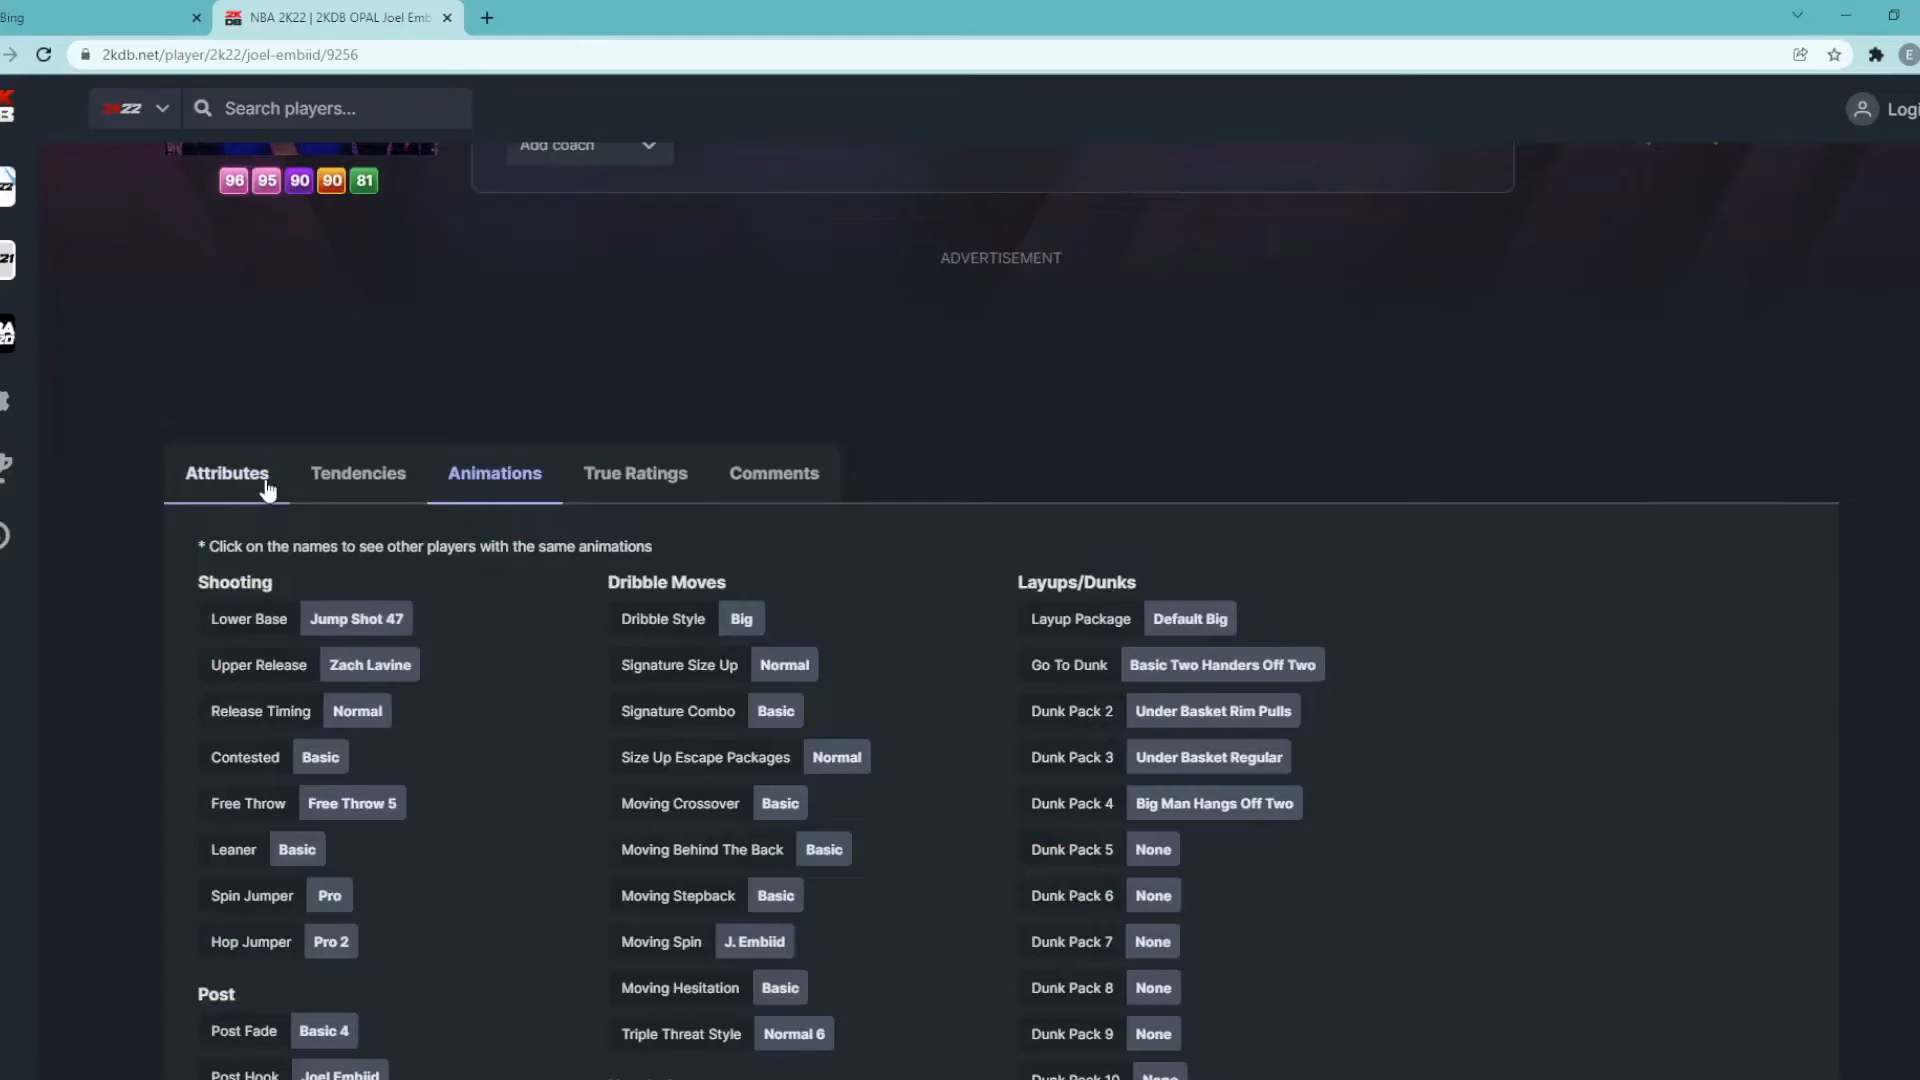 Bing
NBA 2K22 | 2KDB OPAL Joel Emb
2kdb.net/player/2k22/joel-embiid/9256
E
2K22
Search players...
Logi
Add coach
96 95 90 90 81
ADVERTISEMENT
Attributes Tendencies Animations True Ratings Comments
* Click on the names to see other players with the same animations
Shooting
Lower Base Jump Shot 47
Upper Release Zach Lavine
Release Timing Normal
Contested Basic
Free Throw Free Throw 5
Leaner Basic
Spin Jumper Pro
Hop Jumper Pro 2
Post
Post Fade Basic 4
Post Hook Joel Embiid
Dribble Moves
Dribble Style Big
Signature Size Up Normal
Signature Combo Basic
Size Up Escape Packages Normal
Moving Crossover Basic
Moving Behind The Back Basic
Moving Stepback Basic
Moving Spin J. Embiid
Moving Hesitation Basic
Triple Threat Style Normal 6
Layups/Dunks
Layup Package Default Big
Go To Dunk Basic Two Handers Off Two
Dunk Pack 2 Under Basket Rim Pulls
Dunk Pack 3 Under Basket Regular
Dunk Pack 4 Big Man Hangs Off Two
Dunk Pack 5 None
Dunk Pack 6 None
Dunk Pack 7 None
Dunk Pack 8 None
Dunk Pack 9 None
Dunk Pack 10 None